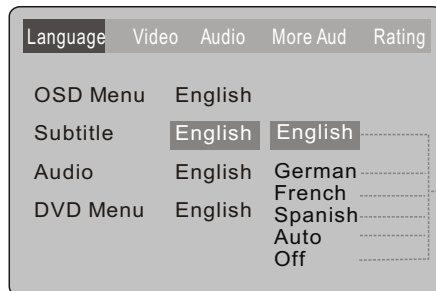 Language Video Audio More Aud Rating
OSD Menu English
Subtitle English English
Audio English German
French
DVD Menu English Spanish
Auto
Off